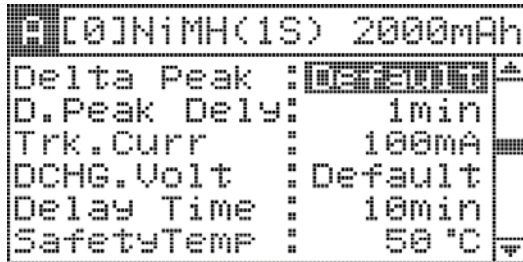 A[0]NiMH(1S) 2000mAh
Delta Peak :Default
D.Peak Dely: 1min
Trk.Curr : 100mA
DCHG.Volt :Default
Delay Time : 10min
SafetyTemp : 50°C